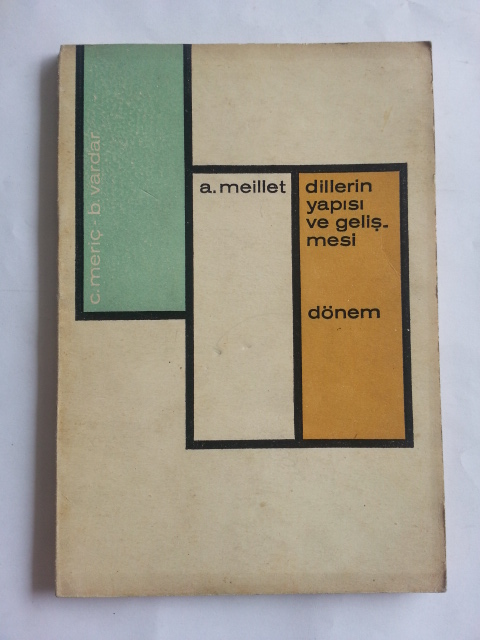 c.meriç - b.vardar
a.meillet
dillerin
yapısı
ve geliş-
mesi
dönem